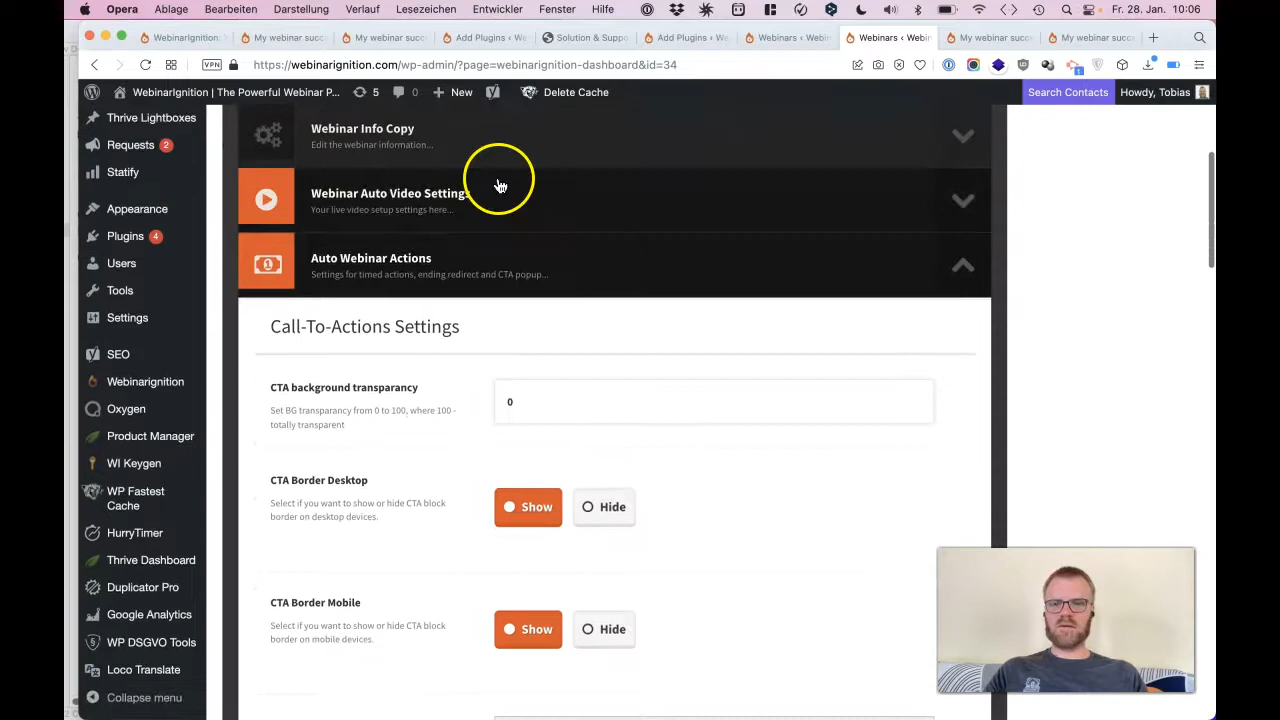 Opera Ablage Bearbeiten Darstellung Verlauf Lesezeichen Entwickler Fenster Hilfe Fr. 28. Jan. 10:06
WebinarIgnition: My webinar succ My webinar succ Add Plugins ‹ We Solution & Suppo Add Plugins ‹ We Webinars ‹ Webin Webinars ‹ Webin My webinar succ My webinar succ
VPN https://webinarignition.com/wp-admin/?page=webinarignition-dashboard&id=34
WebinarIgnition | The Powerful Webinar P... 5 0 New Delete Cache Search Contacts Howdy, Tobias
Thrive Lightboxes
Requests 2
Statify
Appearance
Plugins 4
Users
Tools
Settings
SEO
Webinarignition
Oxygen
Product Manager
WI Keygen
WP Fastest
Cache
HurryTimer
Thrive Dashboard
Duplicator Pro
Google Analytics
WP DSGVO Tools
Loco Translate
Collapse menu
Webinar Info Copy
Edit the webinar information...
Webinar Auto Video Settings
Your live video setup settings here...
Auto Webinar Actions
Settings for timed actions, ending redirect and CTA popup...
Call-To-Actions Settings
CTA background transparancy
Set BG transparancy from 0 to 100, where 100 -
totally transparent
0
CTA Border Desktop
Select if you want to show or hide CTA block
border on desktop devices.
Show Hide
CTA Border Mobile
Select if you want to show or hide CTA block
border on mobile devices.
Show Hide